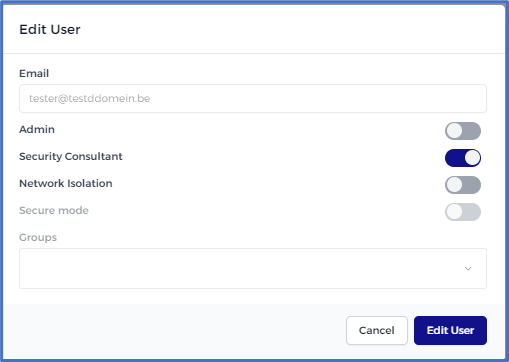 Edit User
Email
tester@testddomein.be
Admin
Security Consultant
Network Isolation
Secure mode
Groups
Cancel
Edit User